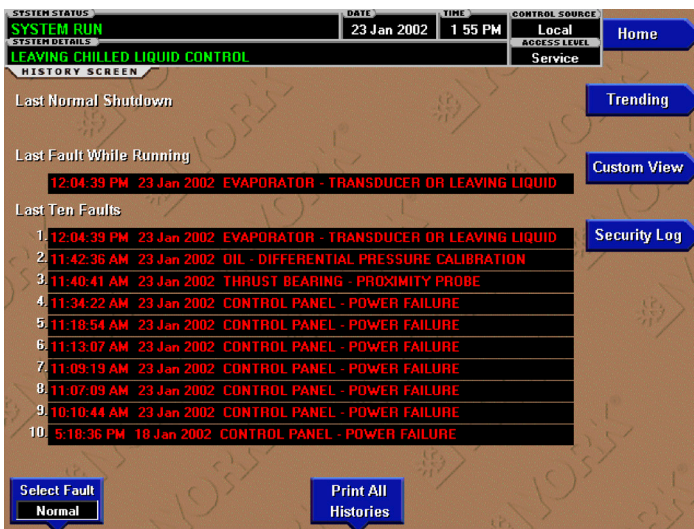 SYSTEM STATUS
SYSTEM RUN
DATE
23 Jan 2002
TIME
1 55 PM
CONTROL SOURCE
Local
SYSTEM DETAILS
LEAVING CHILLED LIQUID CONTROL
ACCESS LEVEL
Service
Home
HISTORY SCREEN
Last Normal Shutdown
Trending
Last Fault While Running
12:04:39 PM 23 Jan 2002 EVAPORATOR - TRANSDUCER OR LEAVING LIQUID
Custom View
Last Ten Faults
Security Log
1. 12:04:39 PM 23 Jan 2002 EVAPORATOR - TRANSDUCER OR LEAVING LIQUID
2. 11:42:36 AM 23 Jan 2002 OIL - DIFFERENTIAL PRESSURE CALIBRATION
3. 11:40:41 AM 23 Jan 2002 THRUST BEARING - PROXIMITY PROBE
4. 11:34:22 AM 23 Jan 2002 CONTROL PANEL - POWER FAILURE
5. 11:18:54 AM 23 Jan 2002 CONTROL PANEL - POWER FAILURE
6. 11:13:07 AM 23 Jan 2002 CONTROL PANEL - POWER FAILURE
7. 11:09:19 AM 23 Jan 2002 CONTROL PANEL - POWER FAILURE
8. 11:07:09 AM 23 Jan 2002 CONTROL PANEL - POWER FAILURE
9. 10:10:44 AM 23 Jan 2002 CONTROL PANEL - POWER FAILURE
10. 5:18:36 PM 18 Jan 2002 CONTROL PANEL - POWER FAILURE
Select Fault
Normal
Print All
Histories
YORK